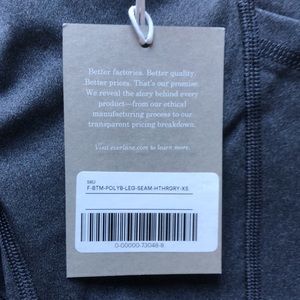 Better factories. Better quality.
Better prices. That's our promise.
We reveal the story behind every
product—from our ethical
manufacturing process to our
transparent pricing breakdown.
Visit everlane.com to learn more.
SKU
F-BTM-POLYB-LEG-SEAM-HTHRGRY-XS
0-00000-73048-8